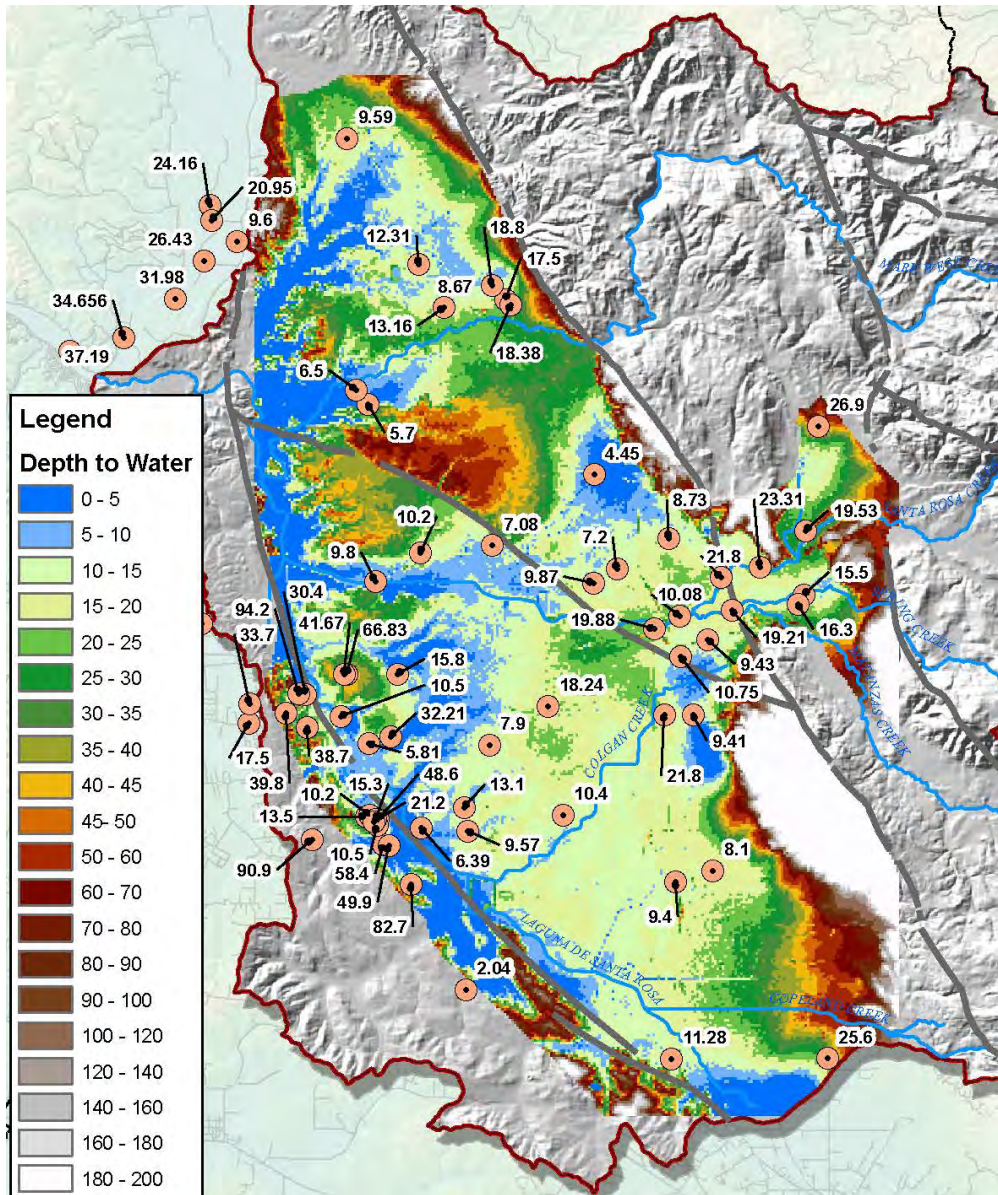 9.59
24.16
20.95
9.6
18.8
26.43
12.31
17.5
MARK WEST CREEK
31.98
8.67
34.656
13.16
18.38
37.19
6.5
Legend
26.9
5.7
Depth to Water
4.45
0 - 5
8.73
23.31
5 - 10
SANTA ROSA CREEK
10.2
7.08
19.53
10 - 15
9.8
7.2
21.8
15 - 20
9.87
15.5
30.4
10.08
20 - 25
94.2
41.67
SPRING CREEK
33.7
66.83
19.88
19.21
16.3
25 - 30
15.8
9.43
30 - 35
10.5
18.24
10.75
MATANZAS CREEK
35 - 40
32.21
7.9
COLGAN CREEK
17.5
38.7
5.81
9.41
40 - 45
39.8
48.6
21.8
15.3
45- 50
10.2
21.2
13.1
10.4
13.5
50 - 60
10.5
6.39
9.57
90.9
58.4
8.1
60 - 70
49.9
9.4
70 - 80
82.7
80 - 90
LAGUNA DE SANTA ROSA
2.04
90 - 100
COPELAND CREEK
100 - 120
11.28
25.6
120 - 140
140 - 160
160 - 180
180 - 200